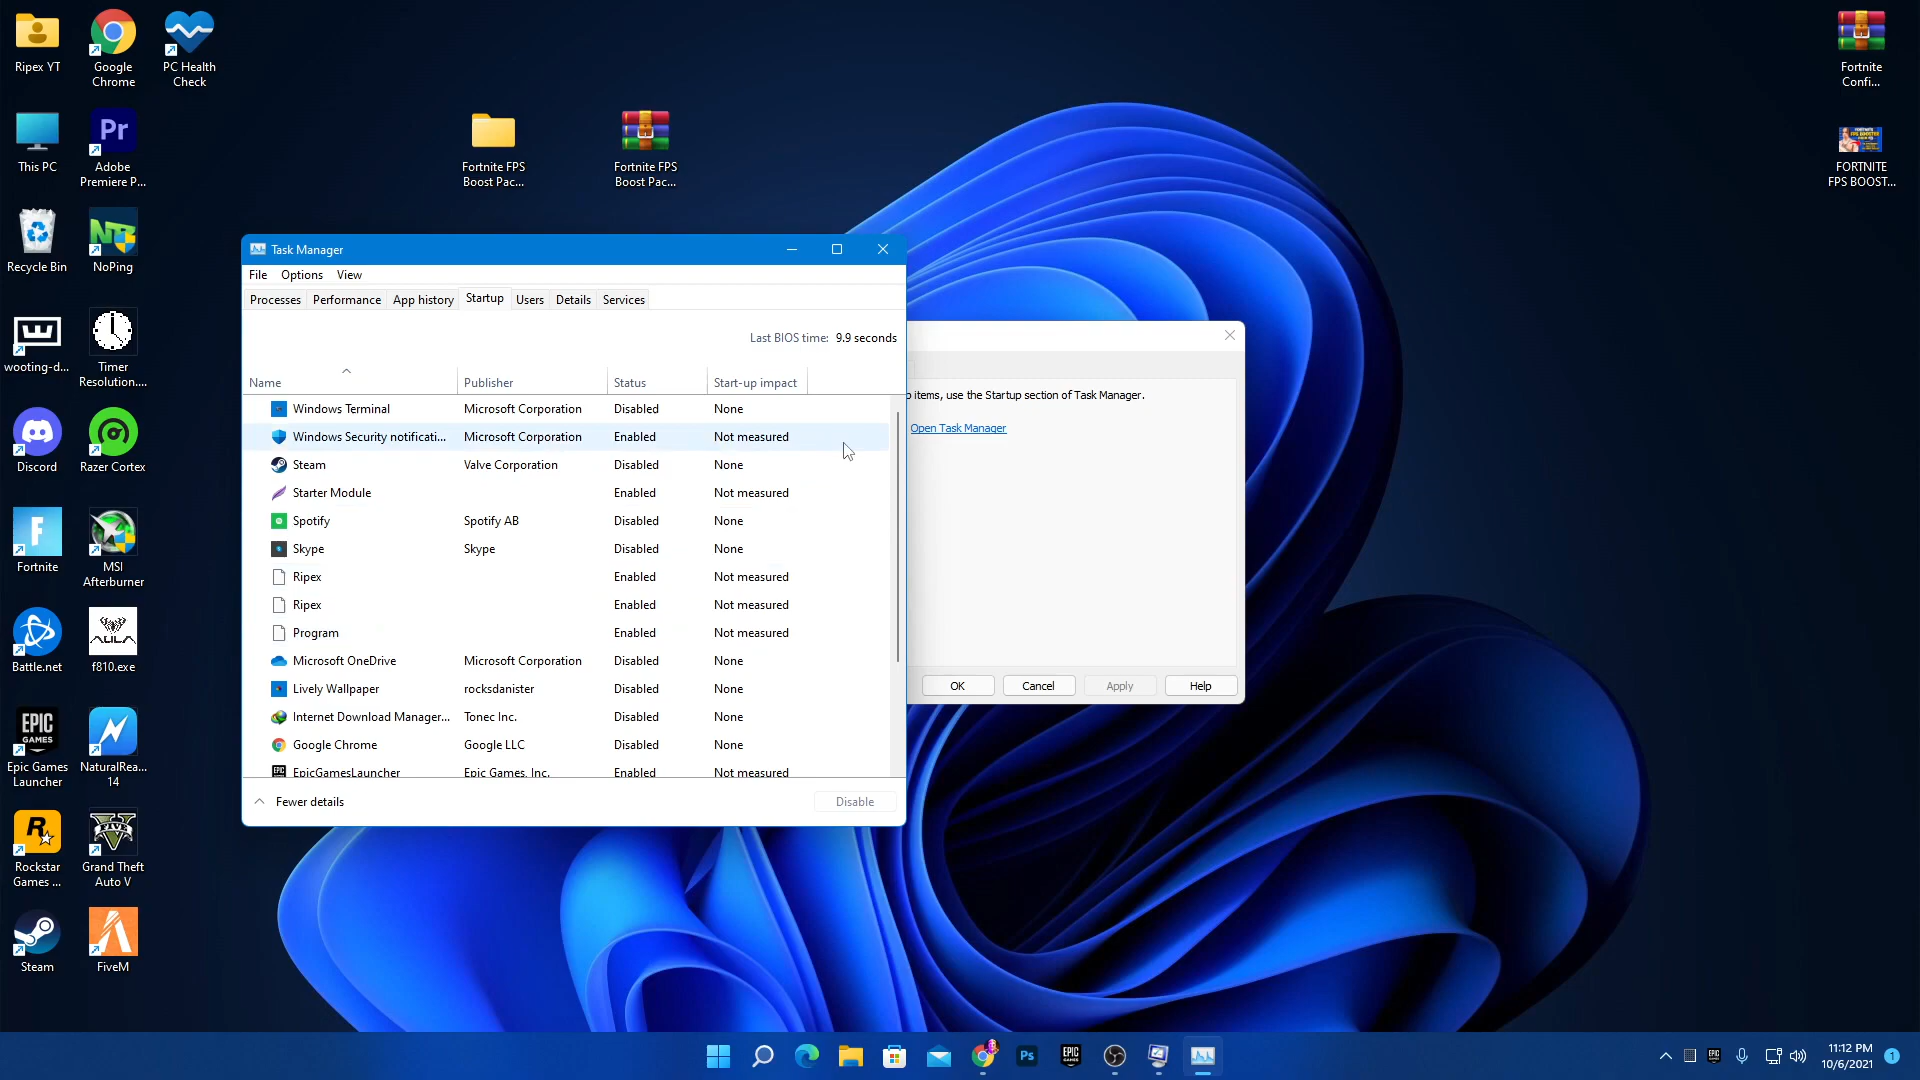 Ripex YT
Google
Chrome
PC Health
Check
This PC
Pr
Adobe
Premiere P...
Recycle Bin
NoPing
wooting-d...
Timer
Resolution....
Discord
Razer Cortex
Fortnite
MSI
Afterburner
Battle.net
AULA
f810.exe
EPIC
GAMES
Epic Games
Launcher
NaturalRea...
14
Rockstar
Games ...
Grand Theft
Auto V
Steam
FiveM
Fortnite FPS
Boost Pac...
Fortnite FPS
Boost Pac...
Fortnite
Confi...
FORTNITE
FPS BOOST...
Task Manager
File Options View
Processes Performance App history Startup Users Details Services
Last BIOS time: 9.9 seconds
Name Publisher Status Start-up impact
Windows Terminal Microsoft Corporation Disabled None
Windows Security notificati... Microsoft Corporation Enabled Not measured
Steam Valve Corporation Disabled None
Starter Module Enabled Not measured
Spotify Spotify AB Disabled None
Skype Skype Disabled None
Ripex Enabled Not measured
Ripex Enabled Not measured
Program Enabled Not measured
Microsoft OneDrive Microsoft Corporation Disabled None
Lively Wallpaper rocksdanister Disabled None
Internet Download Manager... Tonec Inc. Disabled None
Google Chrome Google LLC Disabled None
EpicGamesLauncher Epic Games, Inc. Enabled Not measured
Fewer details Disable
items, use the Startup section of Task Manager.
Open Task Manager
OK Cancel Apply Help
Ps
EPIC
GAMES
EPIC
11:12 PM
10/6/2021
1